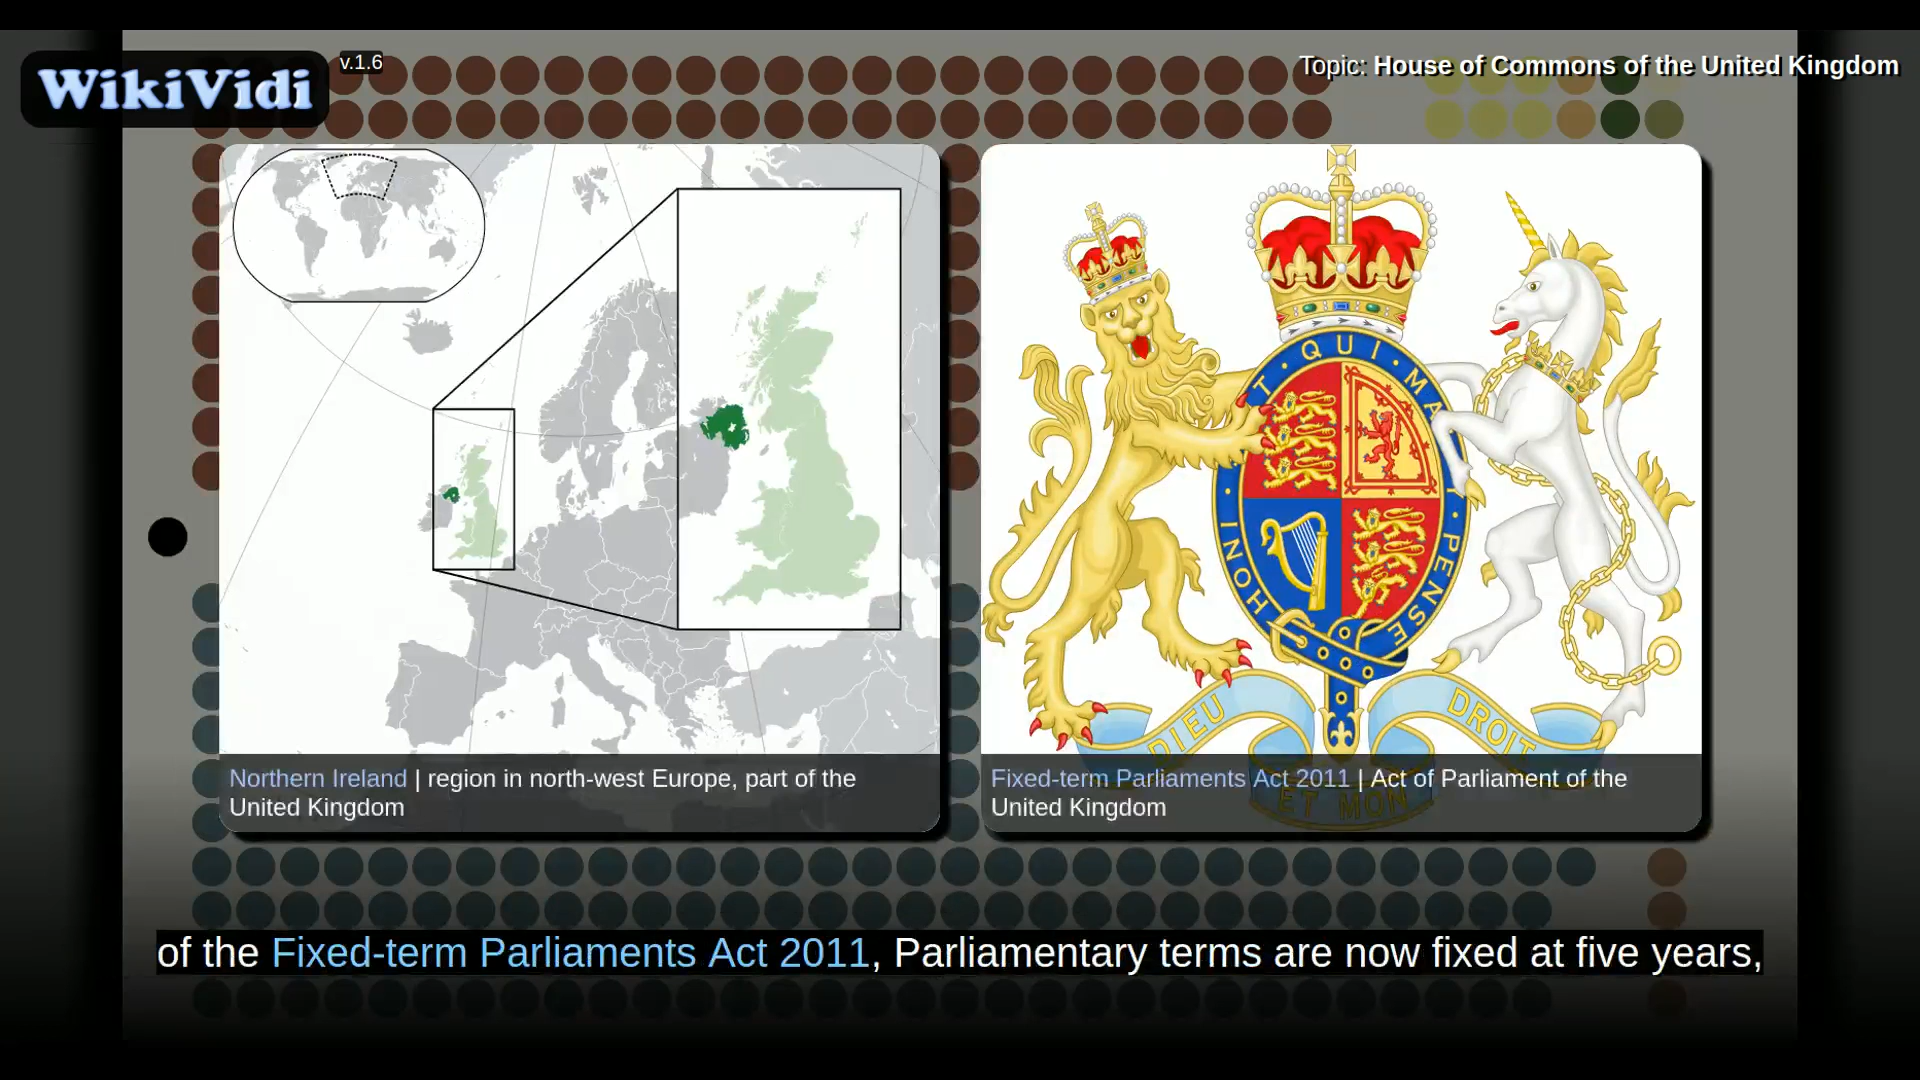 WikiVidi
v.1.6
Topic: House of Commons of the United Kingdom
T · QUI · MA
Y · PENSE
· HONI
DIEU
DROIT
ET MON
Northern Ireland | region in north-west Europe, part of the
United Kingdom
Fixed-term Parliaments Act 2011 | Act of Parliament of the
United Kingdom
of the Fixed-term Parliaments Act 2011, Parliamentary terms are now fixed at five years,